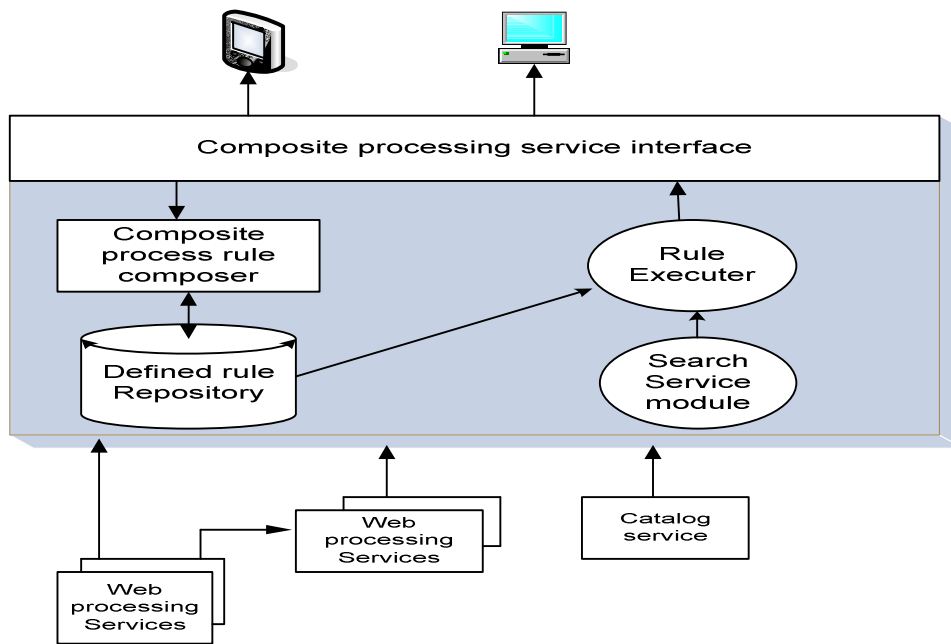 Composite processing service interface
Composite
process rule
composer
Rule
Executer
Defined rule
Repository
Search
Service
module
Web
processing
Services
Catalog
service
Web
processing
Services